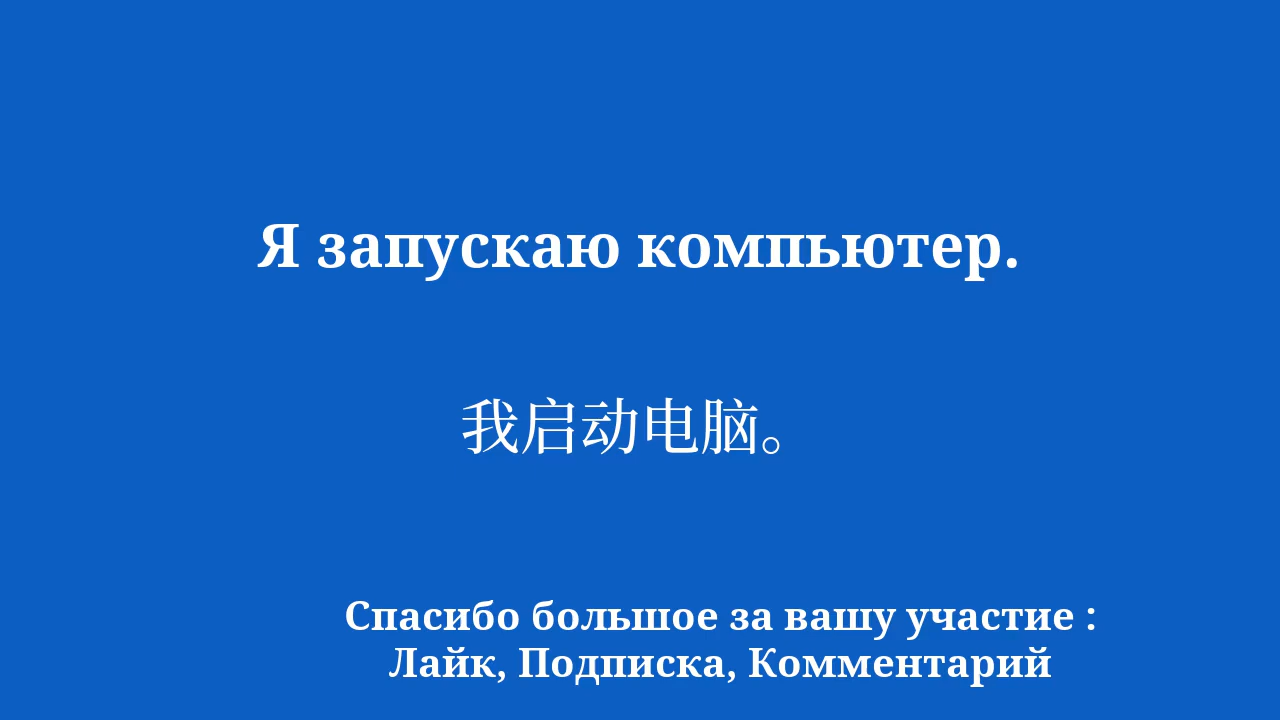 Я запускаю компьютер.
我启动电脑。
Спасибо большое за вашу участие :
Лайк, Подписка, Комментарий